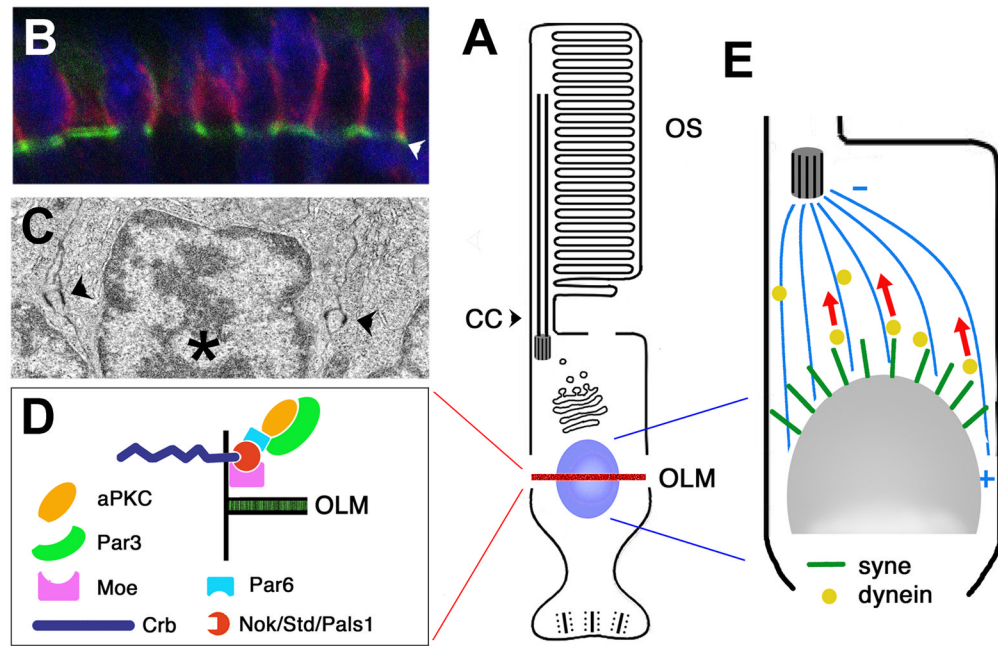 B
A
E
OS
C
CC
*
D
OLM
aPKC
Par3
Moe
Par6
Crb
Nok/Std/Pals1
OLM
−
+
syne
dynein